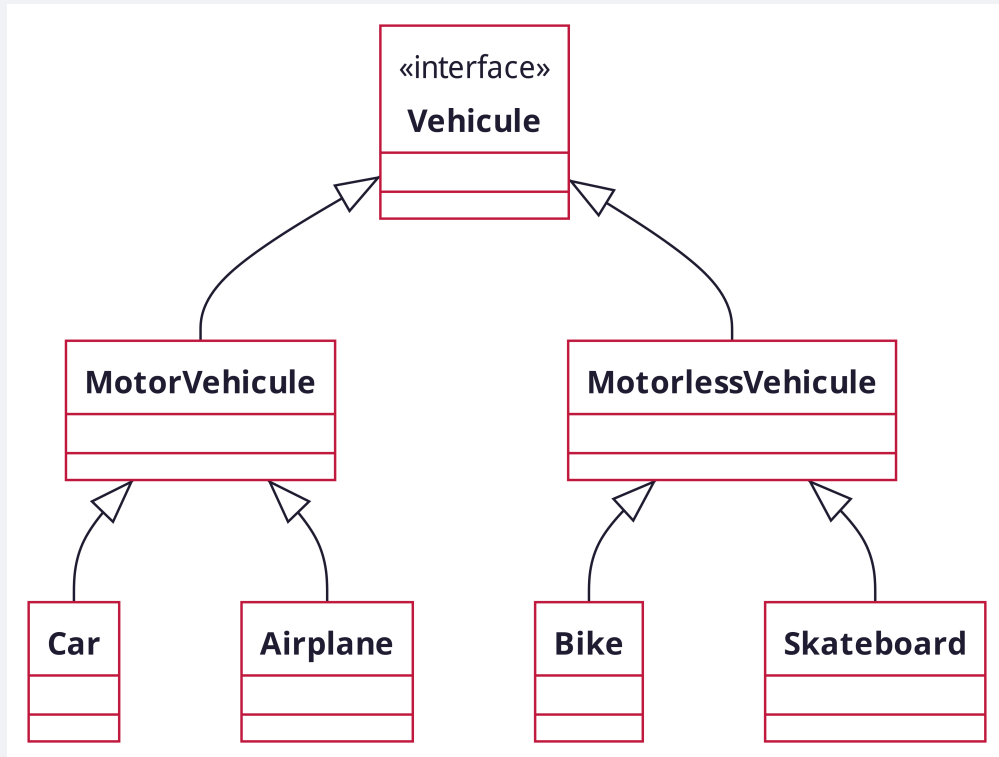 «interface»
Vehicule
MotorVehicule
MotorlessVehicule
Car
Airplane
Bike
Skateboard